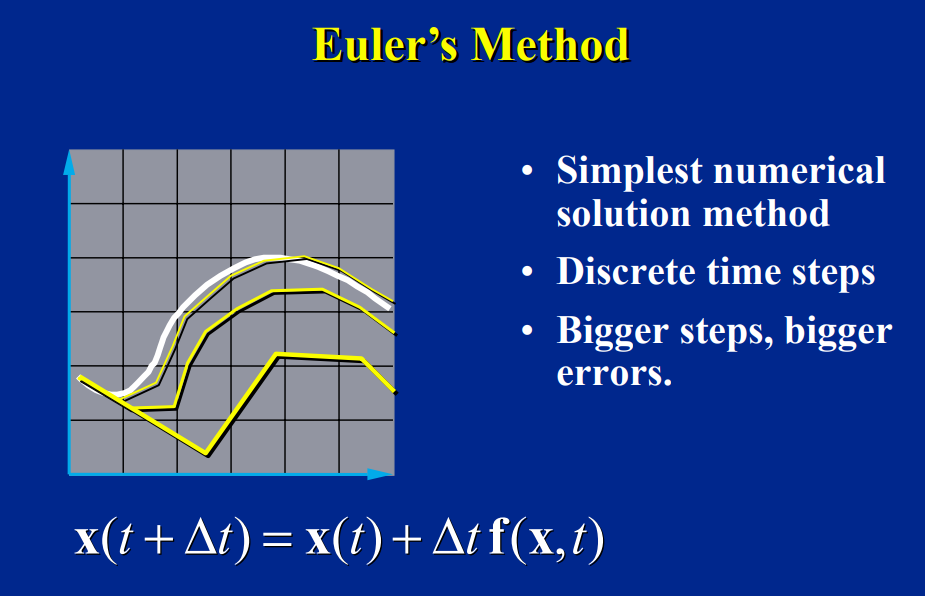 Euler’s Method
• Simplest numerical
solution method
• Discrete time steps
• Bigger steps, bigger
errors.
x(t + Δt) = x(t) + Δt f(x, t)